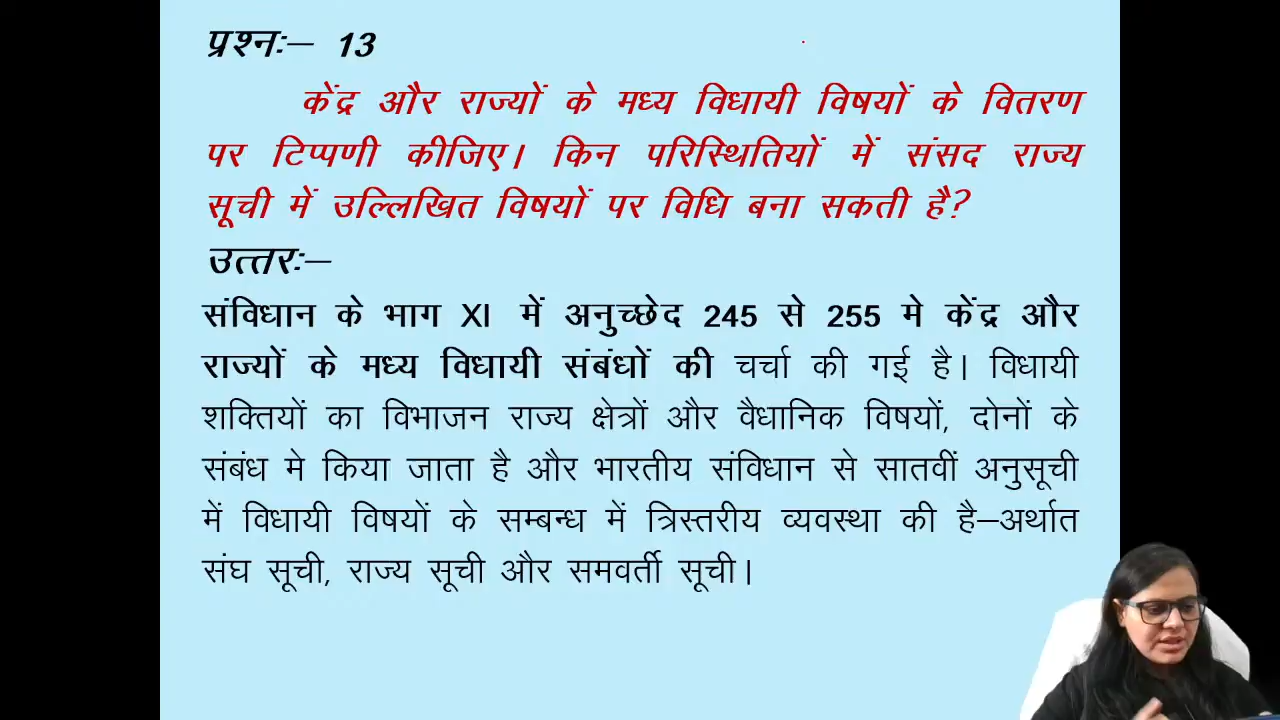 प्रश्नः– 13
केंद्र और राज्यों के मध्य विधायी विषयों के वितरण
पर टिप्पणी कीजिए। किन परिस्थितियों में संसद राज्य
सूची में उल्लिखित विषयों पर विधि बना सकती है?
उत्तरः–
संविधान के भाग XI में अनुच्छेद 245 से 255 मे केंद्र और
राज्यों के मध्य विधायी संबंधों की चर्चा की गई है। विधायी
शक्तियों का विभाजन राज्य क्षेत्रों और वैधानिक विषयों, दोनों के
संबंध मे किया जाता है और भारतीय संविधान से सातवीं अनुसूची
में विधायी विषयों के सम्बन्ध में त्रिस्तरीय व्यवस्था की है–अर्थात
संघ सूची, राज्य सूची और समवर्ती सूची।